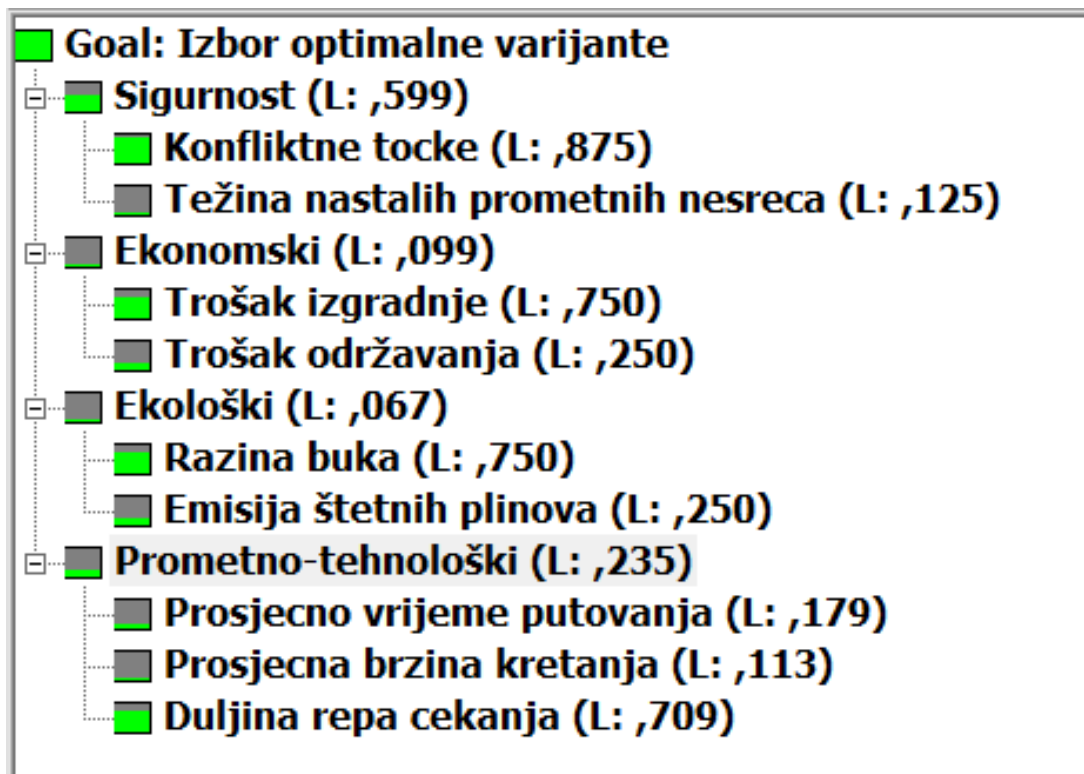 Goal: Izbor optimalne varijante
Sigurnost (L: ,599)
Konfliktne tocke (L: ,875)
Težina nastalih prometnih nesreca (L: ,125)
Ekonomski (L: ,099)
Trošak izgradnje (L: ,750)
Trošak održavanja (L: ,250)
Ekološki (L: ,067)
Razina buka (L: ,750)
Emisija štetnih plinova (L: ,250)
Prometno-tehnološki (L: ,235)
Prosjecno vrijeme putovanja (L: ,179)
Prosjecna brzina kretanja (L: ,113)
Duljina repa cekanja (L: ,709)